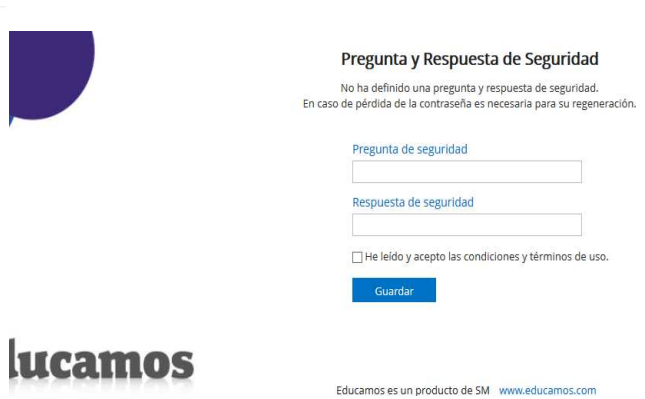 Pregunta y Respuesta de Seguridad
No ha definido una pregunta y respuesta de seguridad.
En caso de pérdida de la contraseña es necesaria para su regeneración.
Pregunta de seguridad
Respuesta de seguridad
He leído y acepto las condiciones y términos de uso.
Guardar
lucamos
Educamos es un producto de SM www.educamos.com